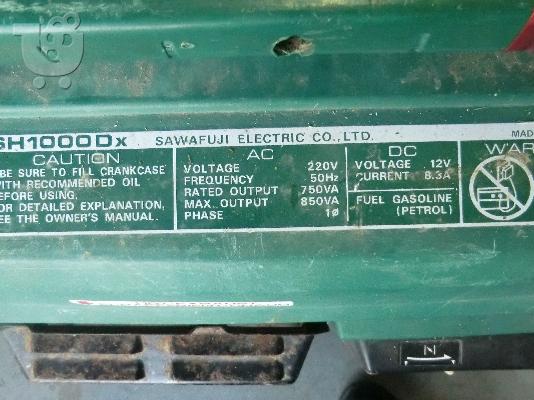 SH1000Dx SAWAFUJI ELECTRIC CO., LTD. MAD
CAUTION
BE SURE TO FILL CRANKCASE
WITH RECOMMENDED OIL
BEFORE USING.
FOR DETAILED EXPLANATION,
SEE THE OWNER'S MANUAL.
AC
VOLTAGE 220V
FREQUENCY 50Hz
RATED OUTPUT 750VA
MAX. OUTPUT 850VA
PHASE 1ø
DC
VOLTAGE 12V
CURRENT 8.3A
FUEL GASOLINE
(PETROL)
WAR
N